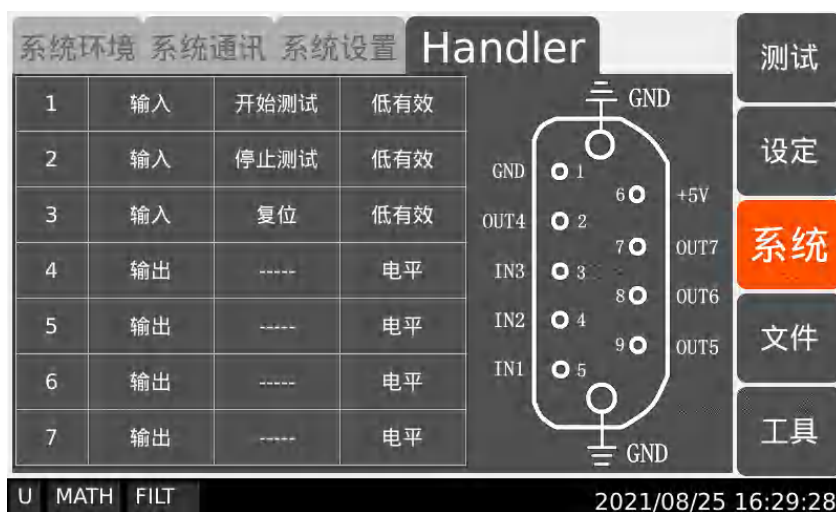 系统环境 系统通讯 系统设置 Handler
1 输入 开始测试 低有效
2 输入 停止测试 低有效
3 输入 复位 低有效
4 输出 ----- 电平
5 输出 ----- 电平
6 输出 ----- 电平
7 输出 ----- 电平
GND
GND 1
6 +5V
OUT4 2
7 OUT7
IN3 3
8 OUT6
IN2 4
9 OUT5
IN1 5
GND
测试
设定
系统
文件
工具
U MATH FILT 2021/08/25 16:29:28